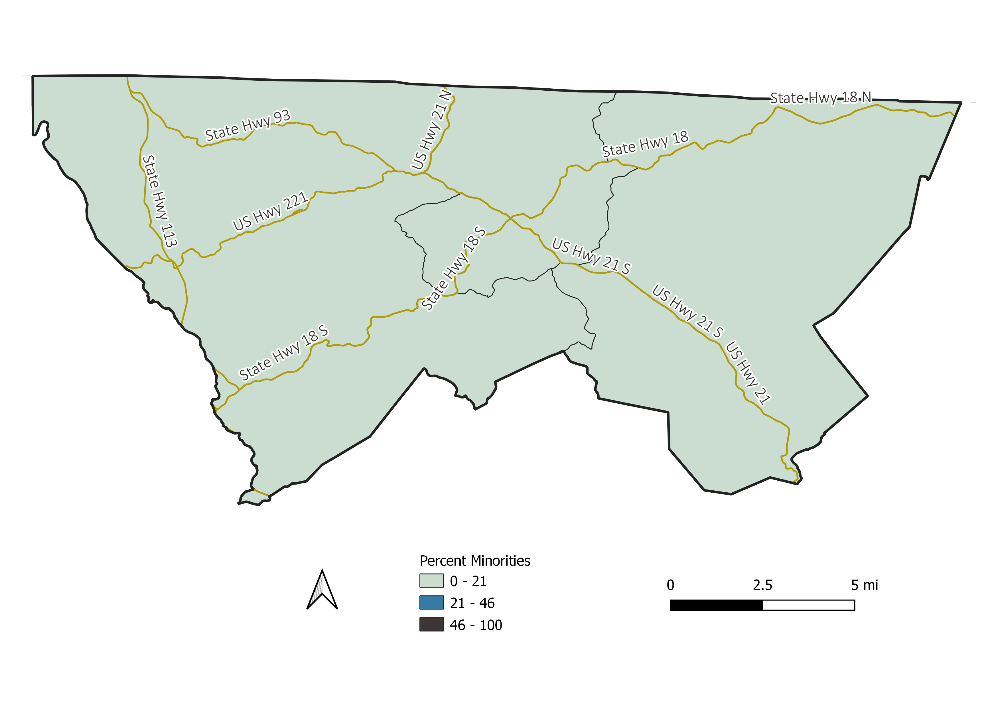 State Hwy 18 N
State Hwy 93
US Hwy 21 N
State Hwy 18
State Hwy 113
US Hwy 221
State Hwy 18 S
US Hwy 21 S
US Hwy 21 S
State Hwy 18 S
US Hwy 21
Percent Minorities
0 - 21
21 - 46
46 - 100
0 2.5 5 mi